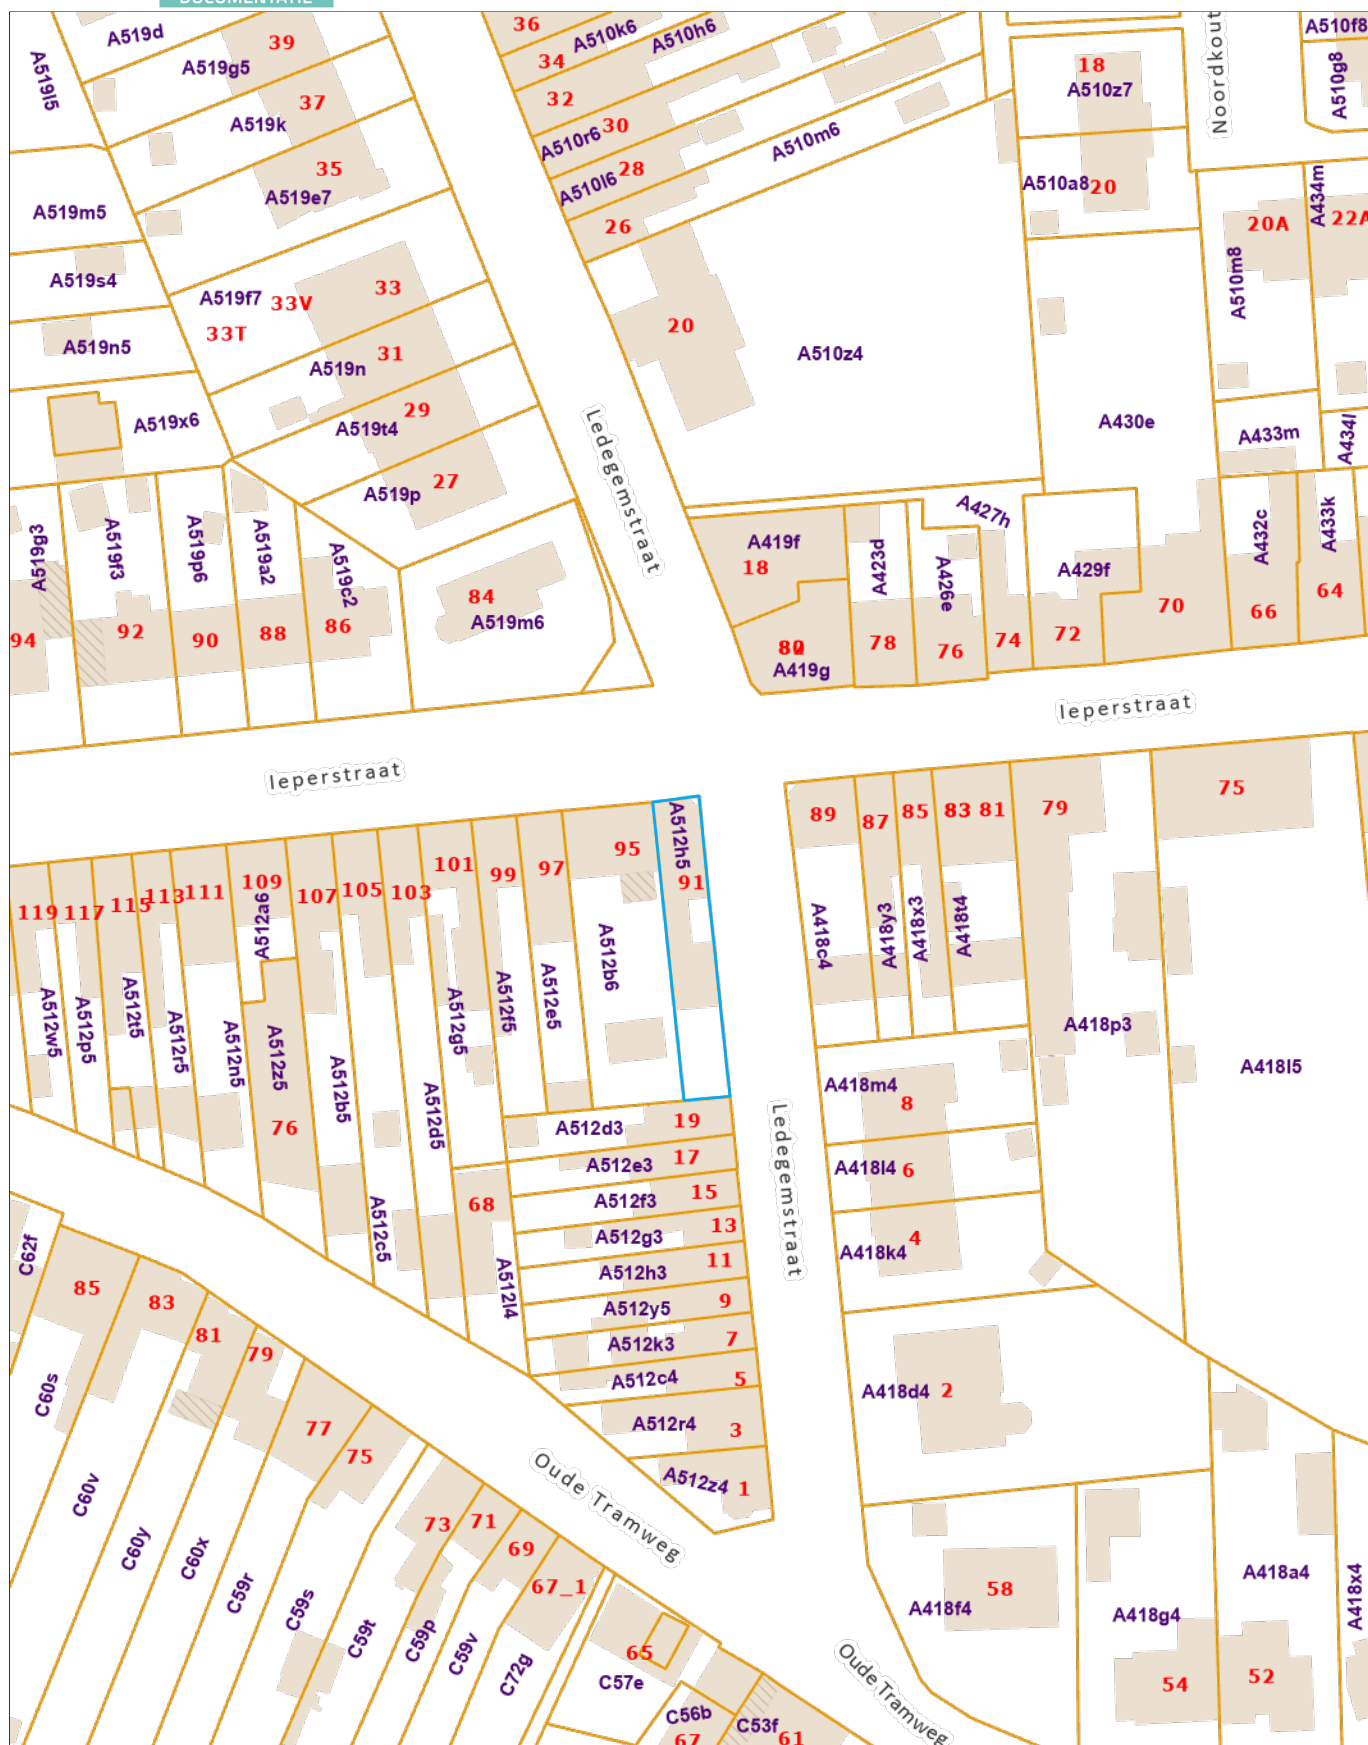 DOCUMENTATIE
A519d
39
36
A510k6
A510h6
A510f8
A519l5
A519g5
34
18
A510z7
Noordkout
A510g8
37
32
A519k
A510r6
30
A510m6
35
A519e7
A510l6
28
A510a8
20
A434m
A519m5
26
20A
22A
A519s4
A519f7
33V
33
A510m8
33T
20
A519n5
31
A519n
A510z4
A519x6
29
A519t4
Ledegemstraat
A430e
A433m
A434l
27
A519p
A427h
A519g3
A519f3
A519p6
A519a2
A519c2
A419f
18
A423d
A426e
A429f
A432c
A433k
84
A519m6
94
92
90
88
86
80
A419g
78
76
74
72
70
66
64
Ieperstraat
Ieperstraat
75
89
87
85
83
81
79
A512h5
91
95
97
99
101
103
105
107
109
111
113
115
117
119
A512a6
A418c4
A418y3
A418x3
A418t4
A512b6
A512e5
A512f5
A512g5
A512w5
A512p5
A512t5
A512r5
A512n5
A512z5
A512b5
A512d5
A418p3
A418l5
76
A418m4
8
A512d3
19
A512e3
17
A418l4
6
Ledegemstraat
A512f3
15
68
A512c5
A512g3
13
A418k4
4
A512l4
A512h3
11
C62f
85
83
A512y5
9
81
A512k3
7
79
C60s
A512c4
5
A418d4
2
77
A512r4
3
75
A512z4
1
Oude Tramweg
C60v
73
71
69
C60y
C60x
C59r
C59s
C59t
C59p
C59v
C72g
67_1
58
A418f4
A418a4
A418x4
A418g4
65
C57e
Oude Tramweg
54
52
C56b
C53f
67
61